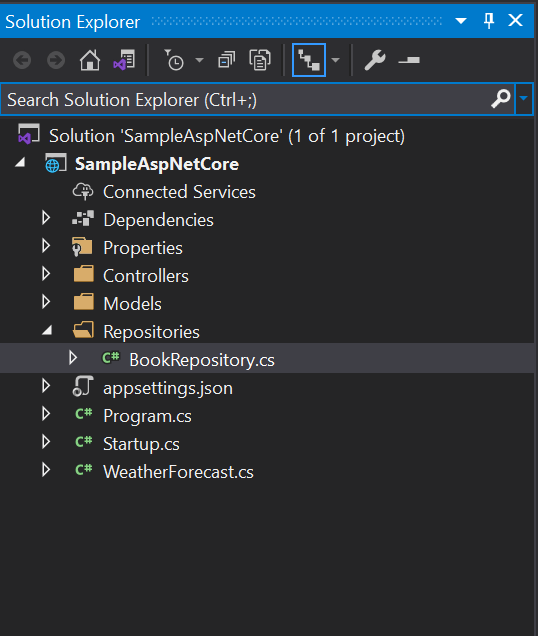 Solution Explorer
Search Solution Explorer (Ctrl+;)
Solution 'SampleAspNetCore' (1 of 1 project)
SampleAspNetCore
Connected Services
Dependencies
Properties
Controllers
Models
Repositories
C# BookRepository.cs
appsettings.json
C# Program.cs
C# Startup.cs
C# WeatherForecast.cs